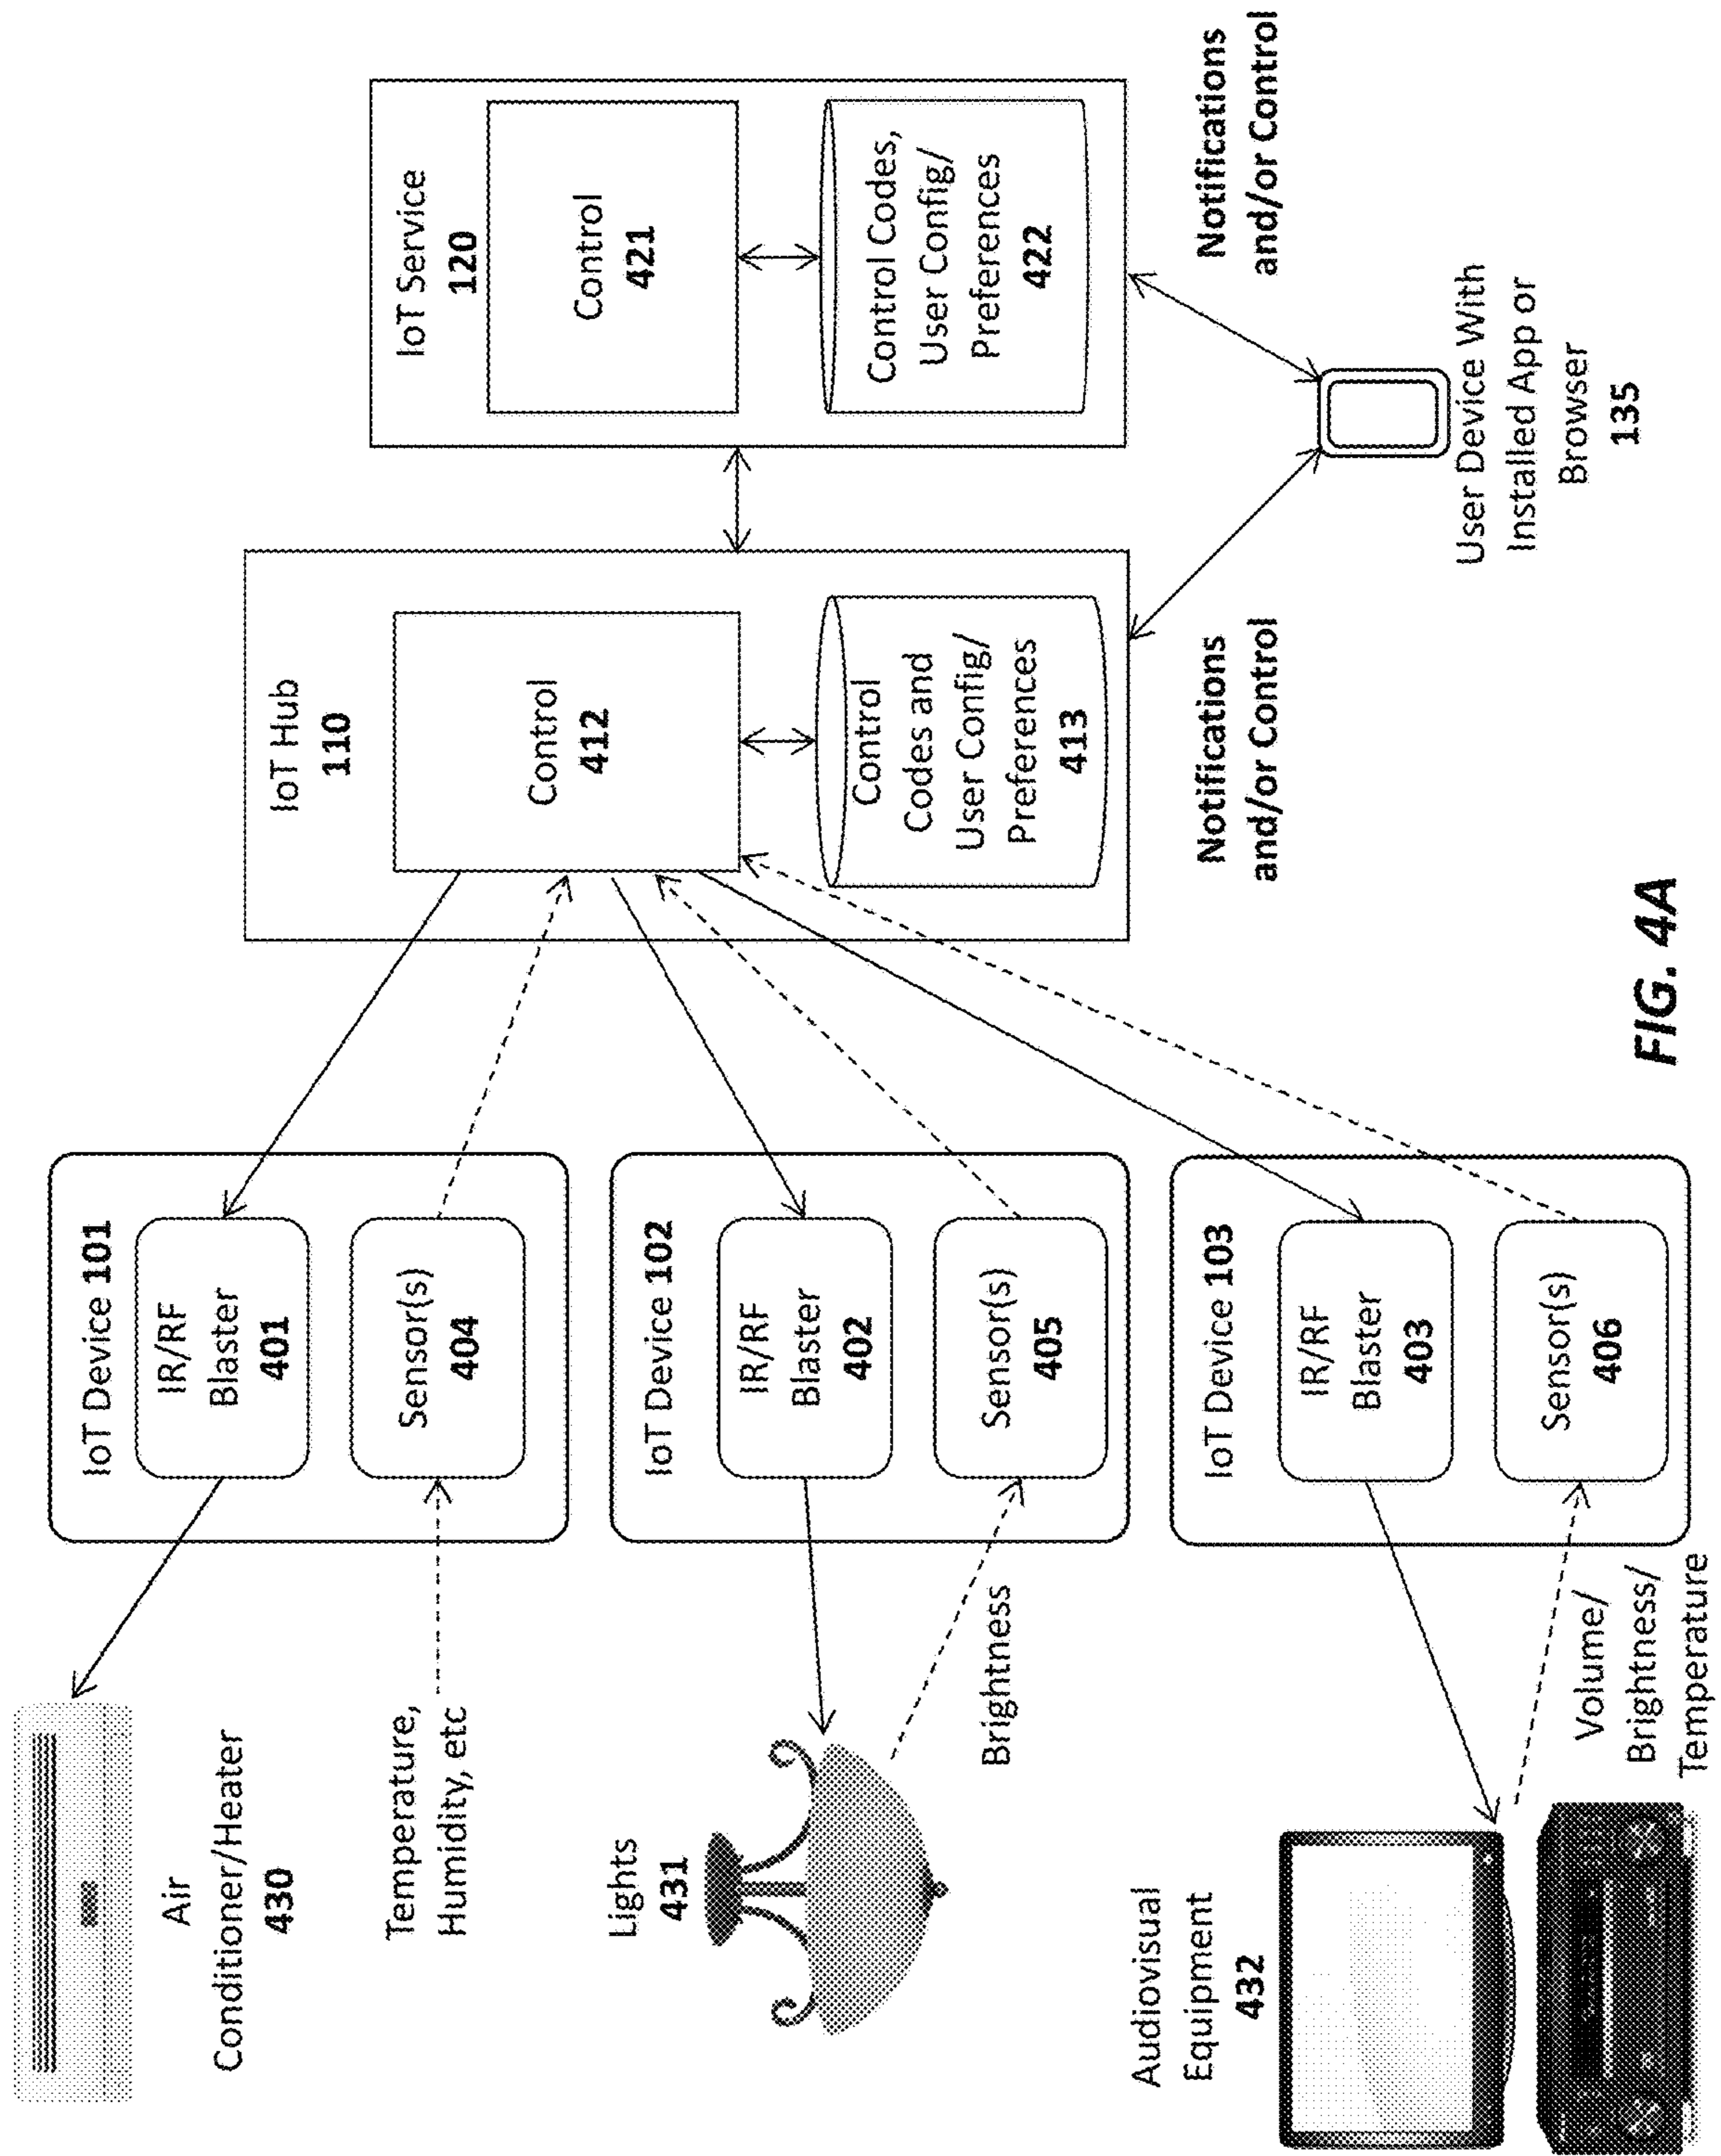 Air
Conditioner/Heater
430
Temperature,
Humidity, etc
Lights
431
Brightness
Audiovisual
Equipment
432
Volume/
Brightness/
Temperature
IoT Device 101
IR/RF
Blaster
401
Sensor(s)
404
IoT Device 102
IR/RF
Blaster
402
Sensor(s)
405
IoT Device 103
IR/RF
Blaster
403
Sensor(s)
406
IoT Hub
110
Control
412
Control
Codes and
User Config/
Preferences
413
Notifications
and/or Control
IoT Service
120
Control
421
Control Codes,
User Config/
Preferences
422
Notifications
and/or Control
User Device With
Installed App or
Browser
135
FIG. 4A